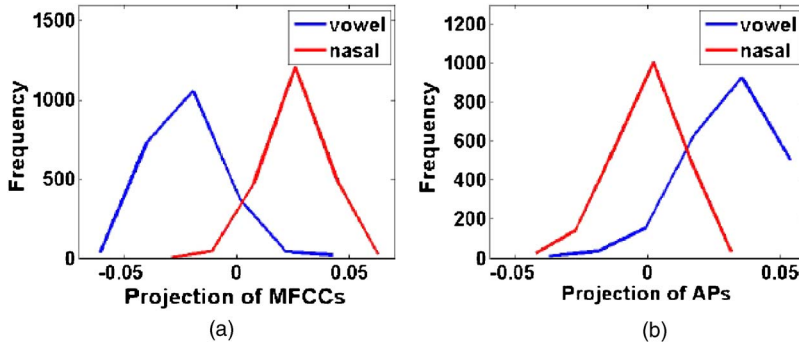 1500
1000
500
0
Frequency
-0.05
0
0.05
Projection of MFCCs
vowel
nasal
(a)
1200
1000
800
600
400
200
0
Frequency
-0.05
0
0.05
Projection of APs
vowel
nasal
(b)